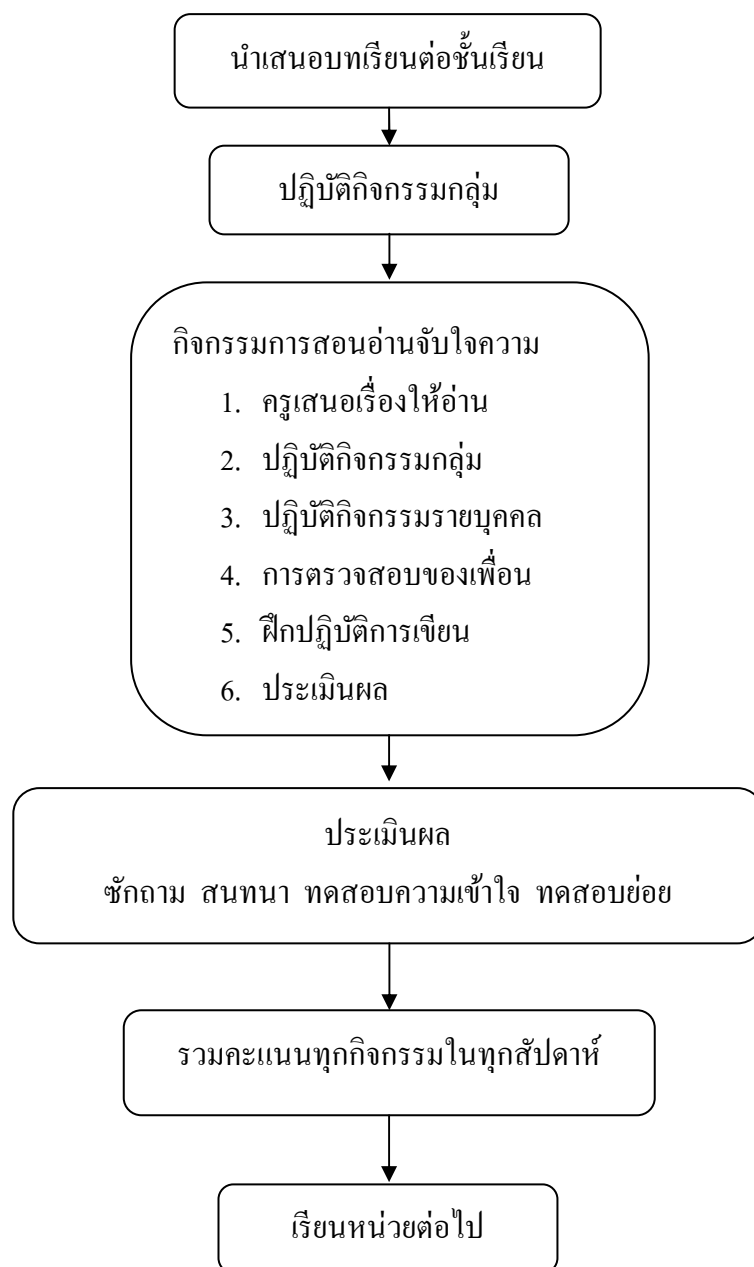 นำเสนอบทเรียนต่อชั้นเรียน
ปฏิบัติกิจกรรมกลุ่ม
กิจกรรมการสอนอ่านจับใจความ
1. ครูเสนอเรื่องให้อ่าน
2. ปฏิบัติกิจกรรมกลุ่ม
3. ปฏิบัติกิจกรรมรายบุคคล
4. การตรวจสอบของเพื่อน
5. ฝึกปฏิบัติการเขียน
6. ประเมินผล
ประเมินผล
ซักถาม สนทนา ทดสอบความเข้าใจ ทดสอบย่อย
รวมคะแนนทุกกิจกรรมในทุกสัปดาห์
เรียนหน่วยต่อไป